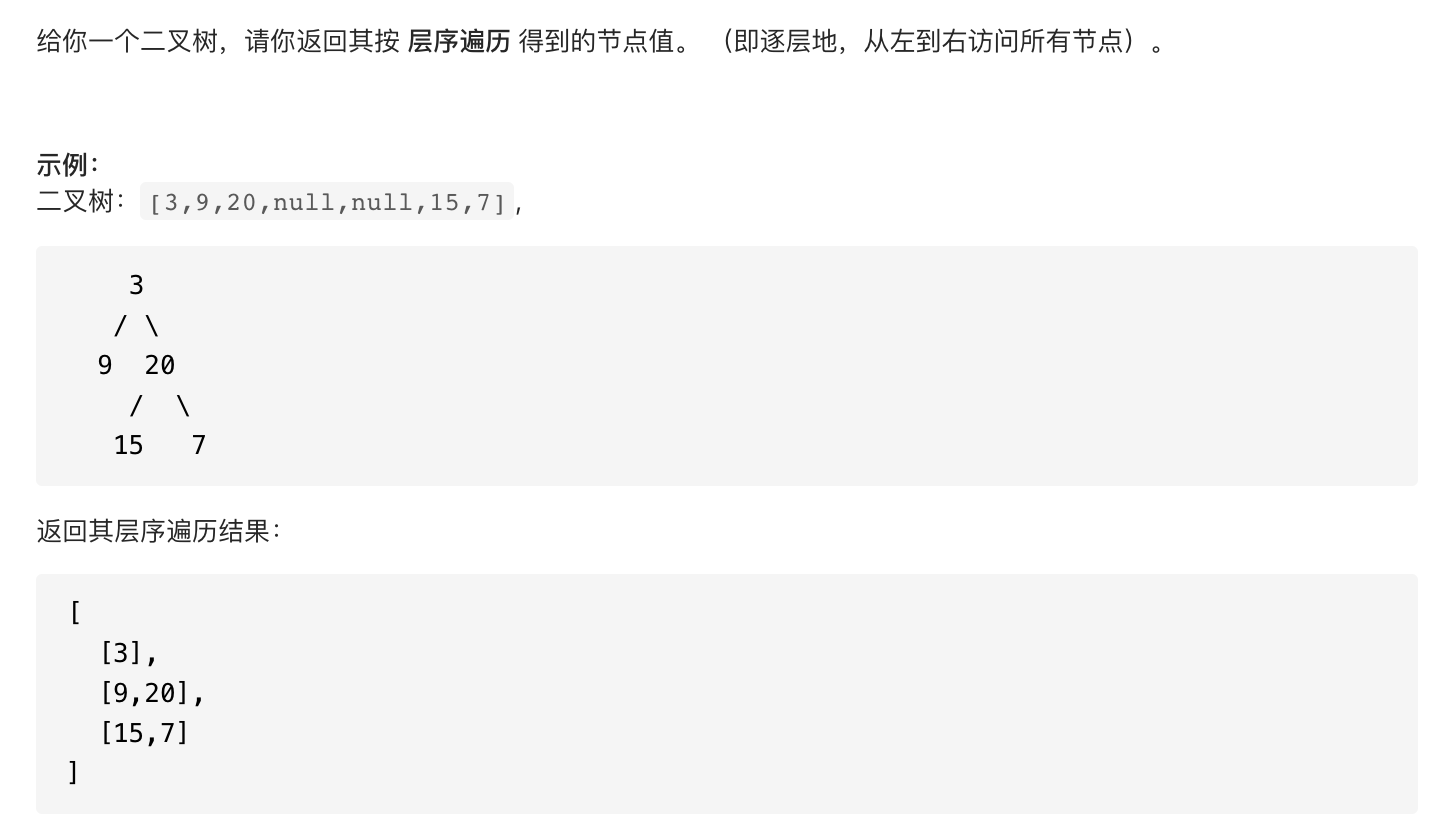 给你一个二叉树，请你返回其按 层序遍历 得到的节点值。 （即逐层地，从左到右访问所有节点）。
示例：
二叉树：[3,9,20,null,null,15,7],
3
/ \
9 20
/ \
15 7
返回其层序遍历结果：
[
[3],
[9,20],
[15,7]
]